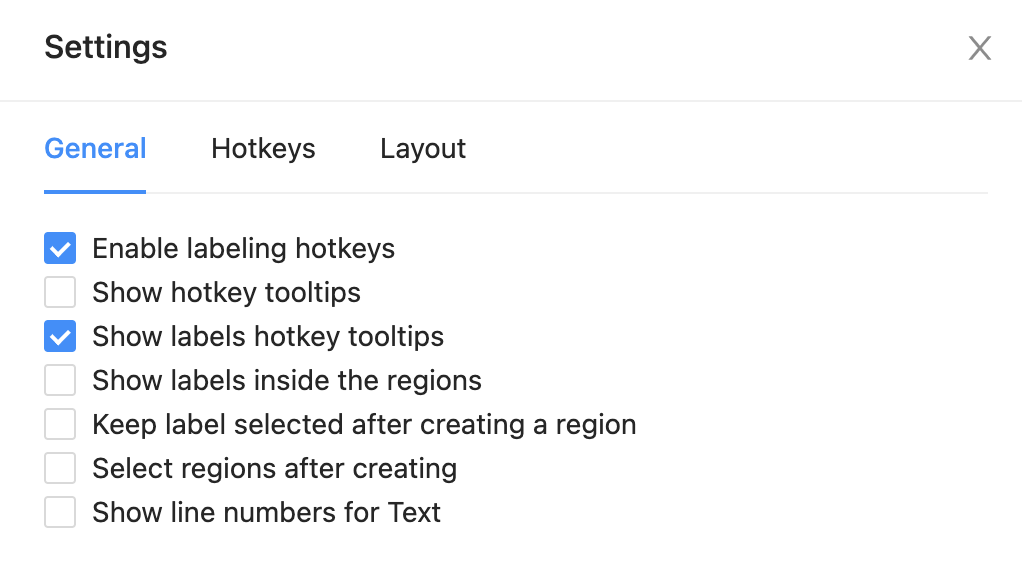 Settings
General Hotkeys Layout
Enable labeling hotkeys
Show hotkey tooltips
Show labels hotkey tooltips
Show labels inside the regions
Keep label selected after creating a region
Select regions after creating
Show line numbers for Text